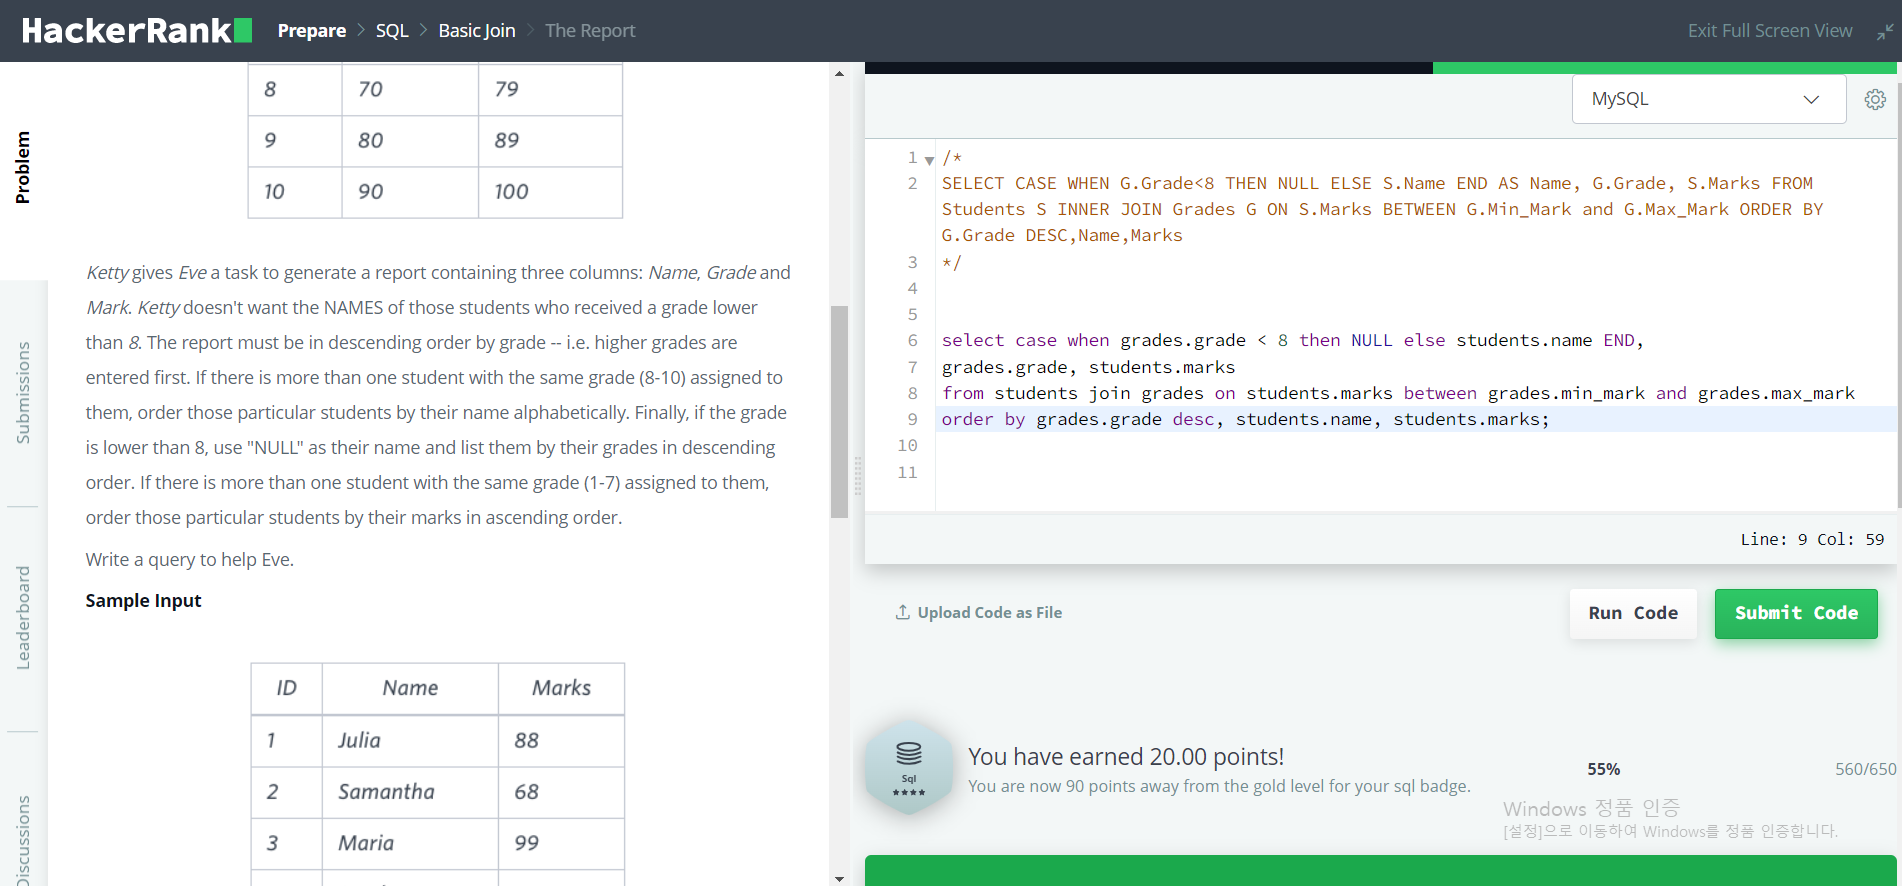 HackerRank Prepare > SQL > Basic Join > The Report Exit Full Screen View
Problem
Submissions
Leaderboard
Discussions
8 70 79
9 80 89
10 90 100
Ketty gives Eve a task to generate a report containing three columns: Name, Grade and
Mark. Ketty doesn't want the NAMES of those students who received a grade lower
than 8. The report must be in descending order by grade -- i.e. higher grades are
entered first. If there is more than one student with the same grade (8-10) assigned to
them, order those particular students by their name alphabetically. Finally, if the grade
is lower than 8, use "NULL" as their name and list them by their grades in descending
order. If there is more than one student with the same grade (1-7) assigned to them,
order those particular students by their marks in ascending order.
Write a query to help Eve.
Sample Input
ID Name Marks
1 Julia 88
2 Samantha 68
3 Maria 99
MySQL
1 /*
2 SELECT CASE WHEN G.Grade<8 THEN NULL ELSE S.Name END AS Name, G.Grade, S.Marks FROM
Students S INNER JOIN Grades G ON S.Marks BETWEEN G.Min_Mark and G.Max_Mark ORDER BY
G.Grade DESC,Name,Marks
3 */
4
5
6 select case when grades.grade < 8 then NULL else students.name END,
7 grades.grade, students.marks
8 from students join grades on students.marks between grades.min_mark and grades.max_mark
9 order by grades.grade desc, students.name, students.marks;
10
11
Line: 9 Col: 59
Upload Code as File
Run Code
Submit Code
Sql
You have earned 20.00 points!
You are now 90 points away from the gold level for your sql badge.
55% 560/650
Windows 정품 인증
[설정]으로 이동하여 Windows를 정품 인증합니다.